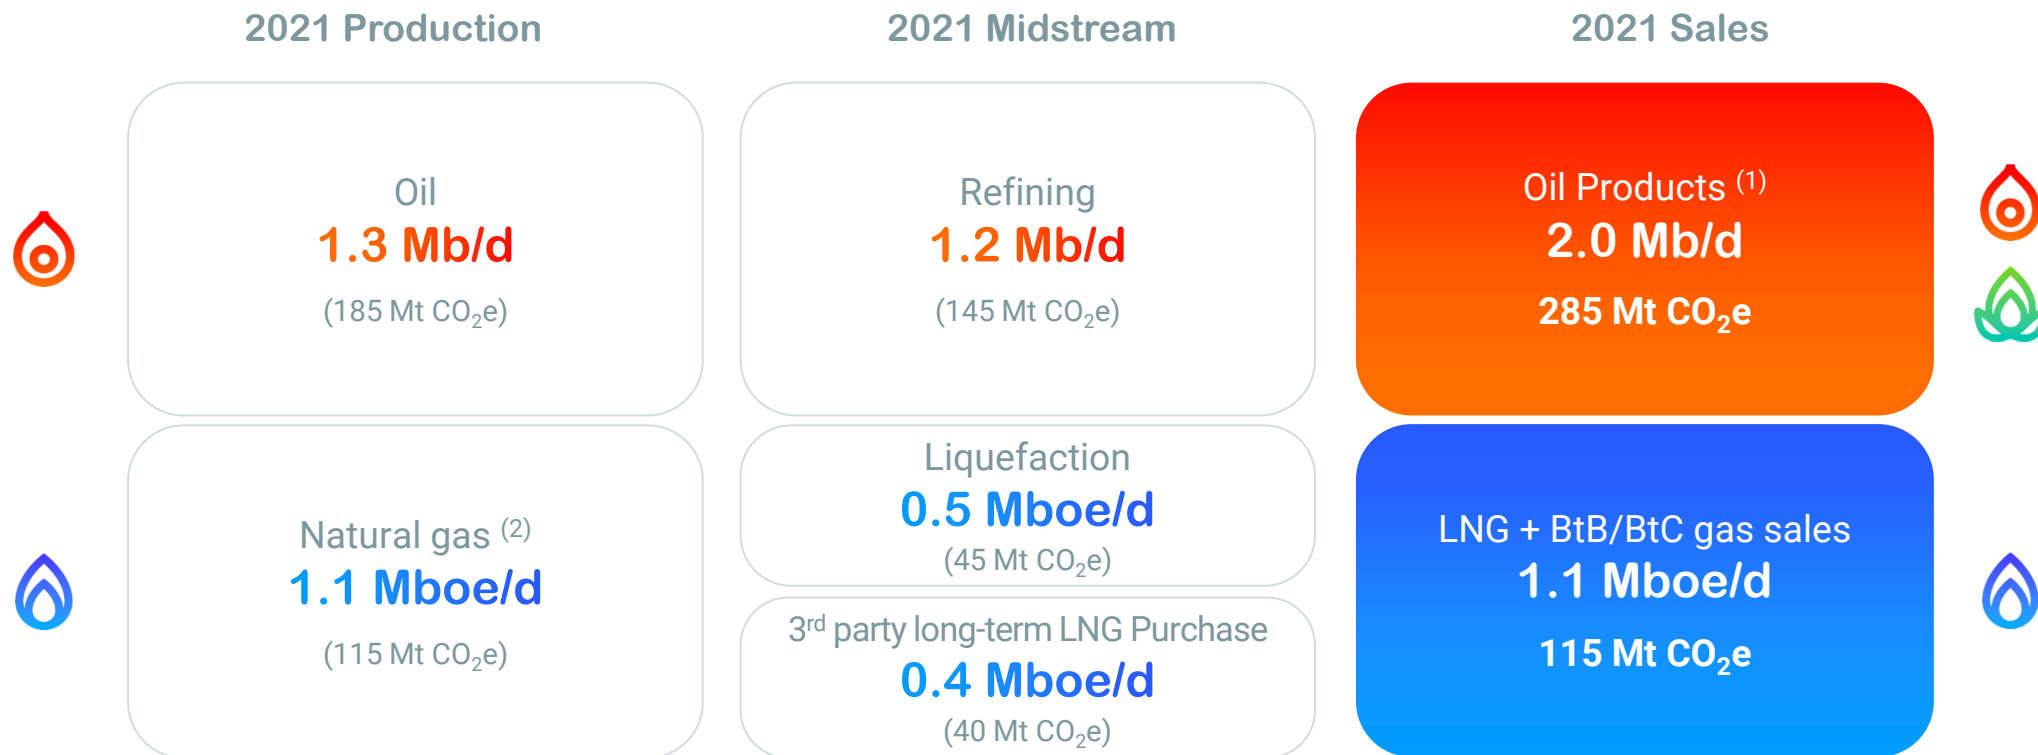 2021 Production
2021 Midstream
2021 Sales
Oil
1.3 Mb/d
(185 Mt CO₂e)
Refining
1.2 Mb/d
(145 Mt CO₂e)
Oil Products (1)
2.0 Mb/d
285 Mt CO₂e
Natural gas (2)
1.1 Mboe/d
(115 Mt CO₂e)
Liquefaction
0.5 Mboe/d
(45 Mt CO₂e)
3rd party long-term LNG Purchase
0.4 Mboe/d
(40 Mt CO₂e)
LNG + BtB/BtC gas sales
1.1 Mboe/d
115 Mt CO₂e